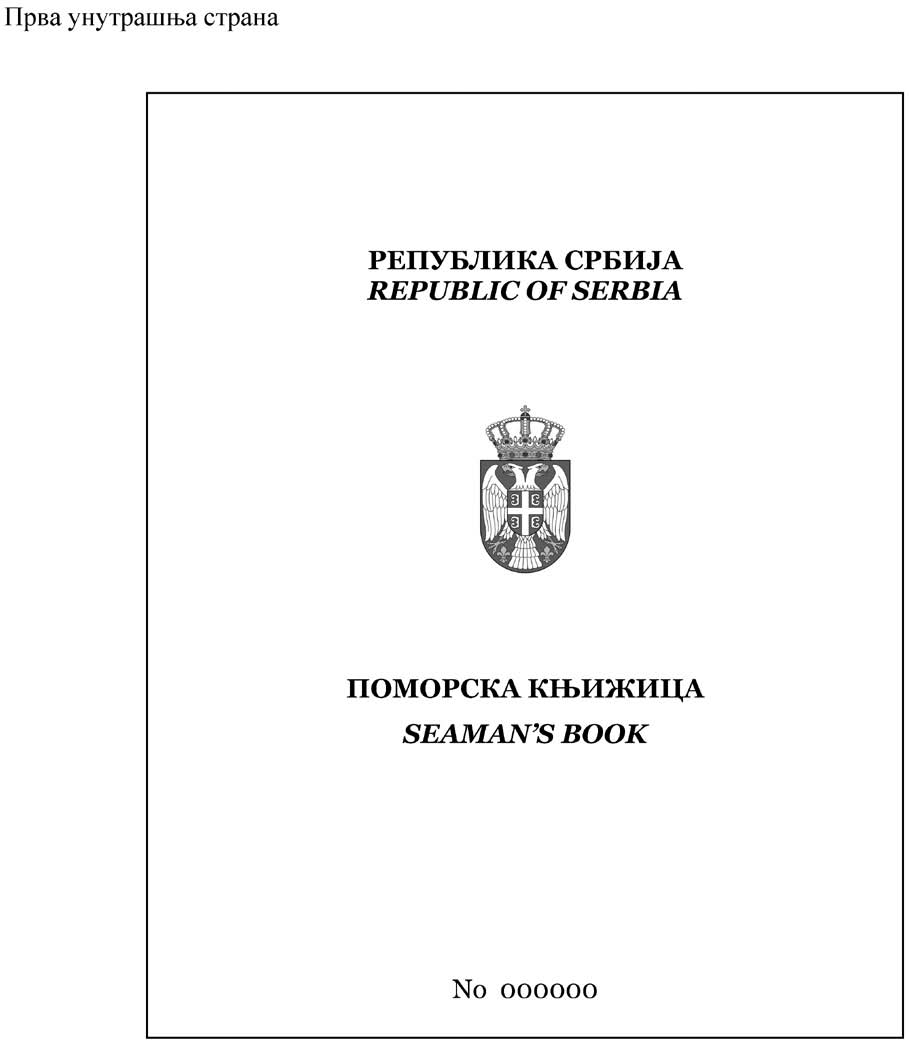 Прва унутрашња страна
РЕПУБЛИКА СРБИЈА
REPUBLIC OF SERBIA
ПОМОРСКА КЊИЖИЦА
SEAMAN’S BOOK
No 000000